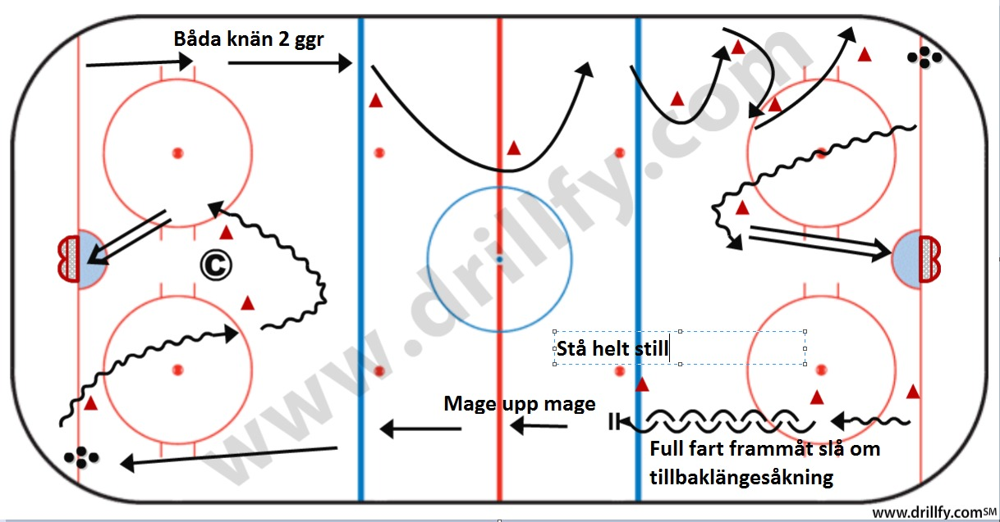 Båda knän 2 ggr
www.drillfy.com
C
Stå helt still
Mage upp mage
Full fart frammåt slå om
tillbaklängesåkning
www.drillfy.com℠